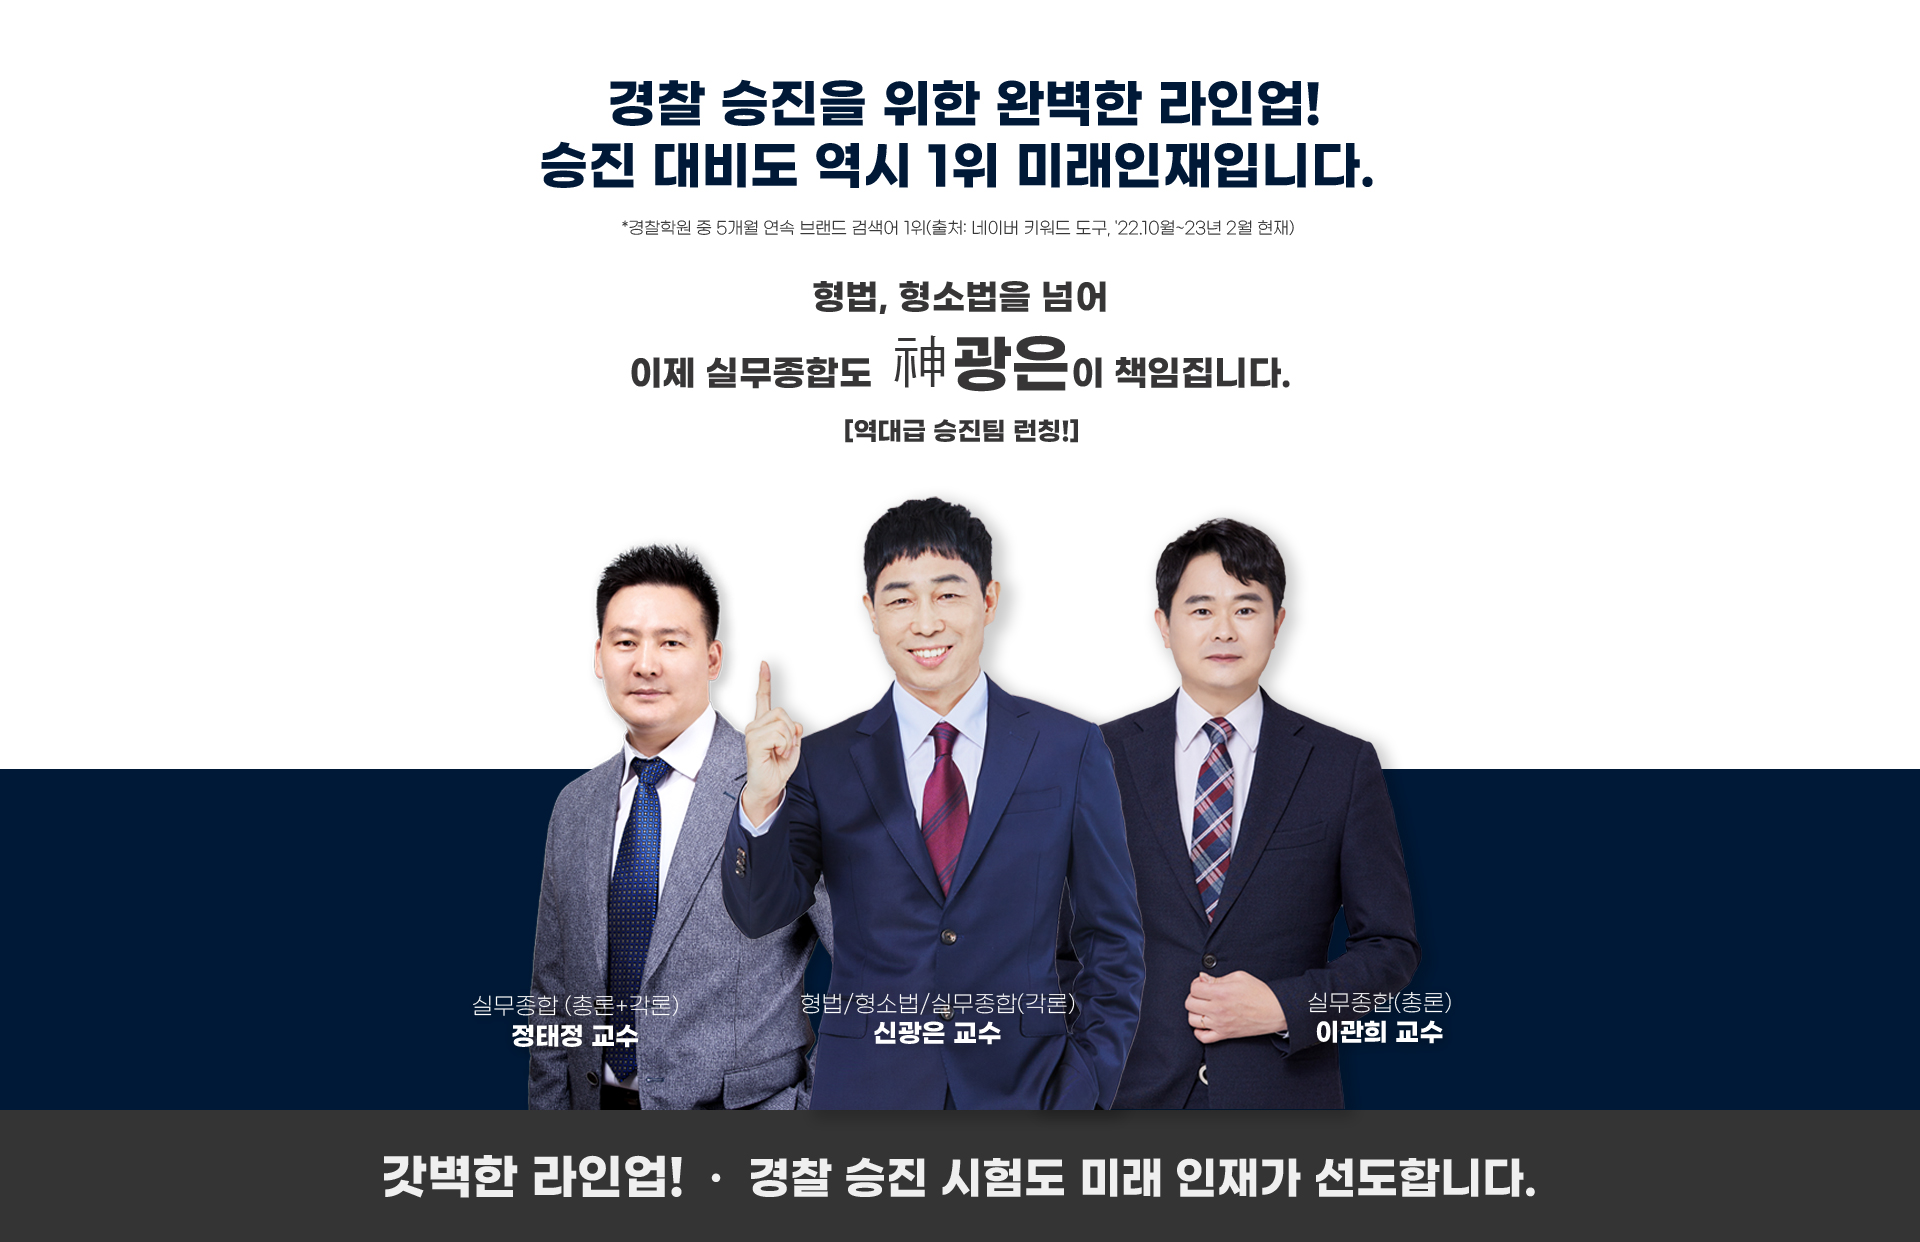 경찰 승진을 위한 완벽한 라인업!
승진 대비도 역시 1위 미래인재입니다.
*경찰학원 중 5개월 연속 브랜드 검색어 1위(출처: 네이버 키워드 도구, '22.10월~23년 2월 현재)
형법, 형소법을 넘어
이제 실무종합도 神광은이 책임집니다.
[역대급 승진팀 런칭!]
실무종합 (총론+각론)
정태정 교수
형법/형소법/실무종합(각론)
신광은 교수
실무종합(총론)
이관희 교수
갓벽한 라인업! · 경찰 승진 시험도 미래 인재가 선도합니다.